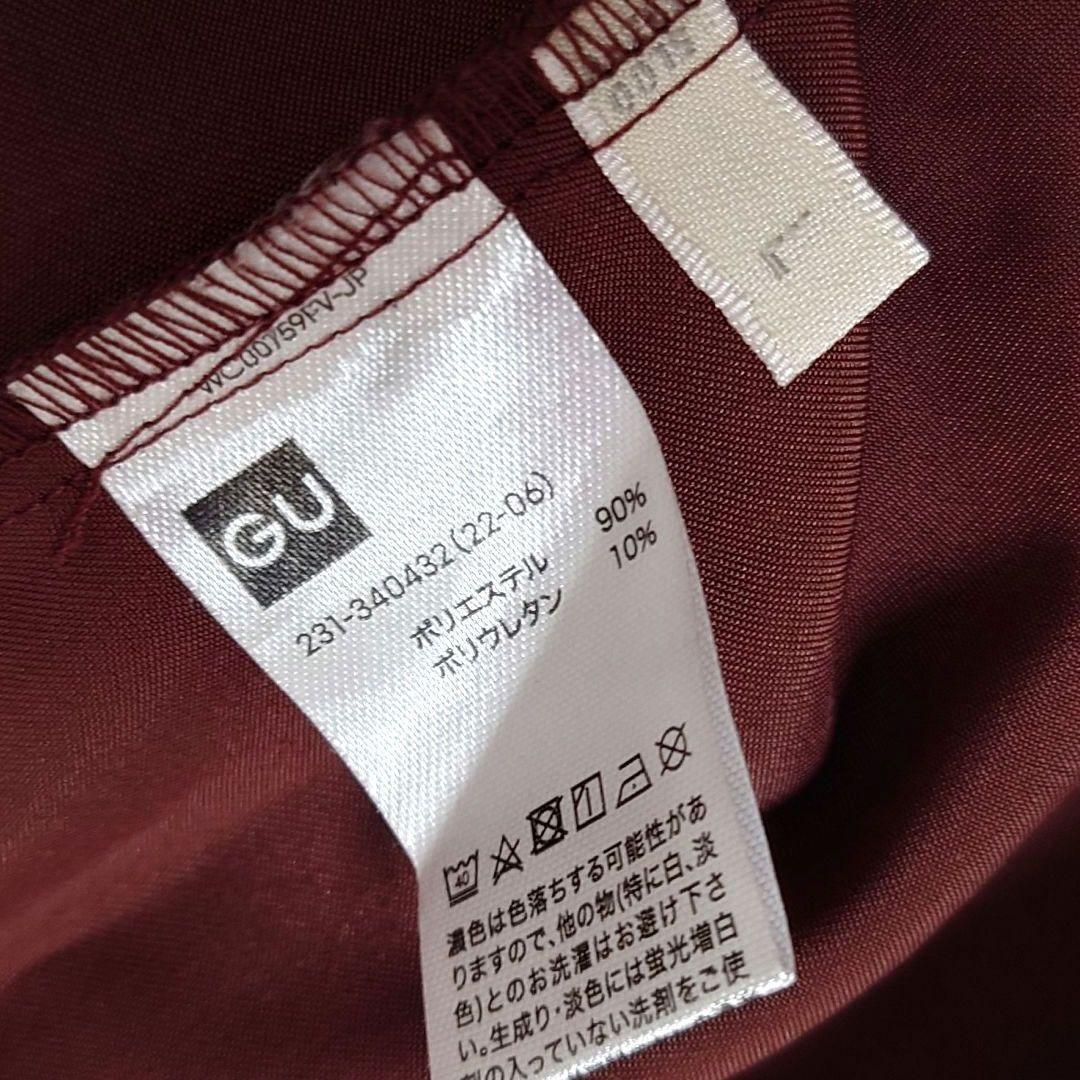 L
WC00759FV-JP
GU
231-340432(22-06)
ポリエステル 90%
ポリウレタン 10%
40
濃色は色落ちする可能性があ
りますので、他の物(特に白、淡
色)とのお洗濯はお避け下さ
い。生成り・淡色には蛍光増白
剤の入っていない洗剤をご使